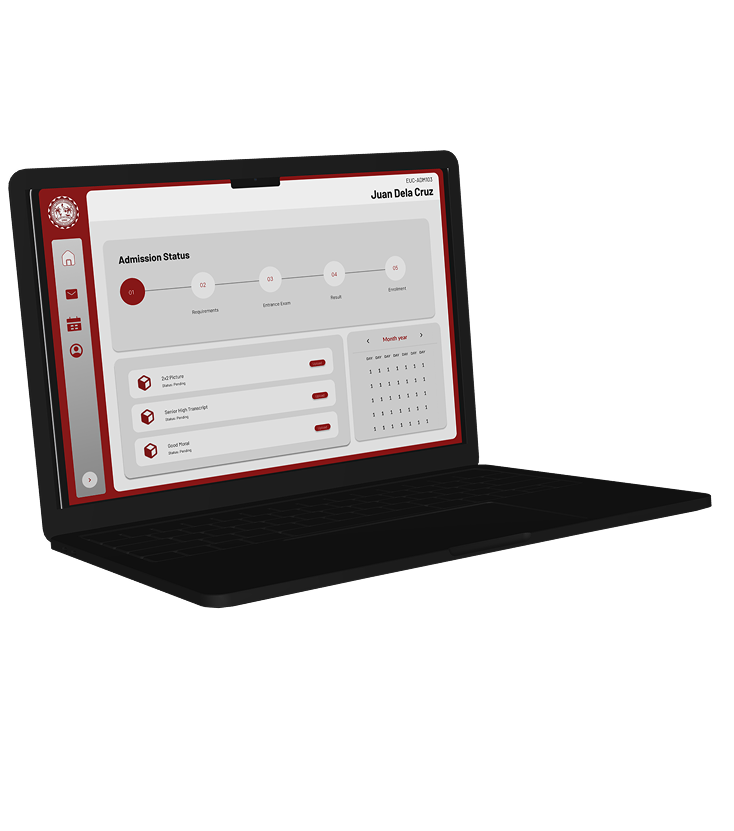 EUC-ADM103
Juan Dela Cruz
Admission Status
01
02
03
04
05
Requirements
Entrance Exam
Result
Enrollment
2x2 Picture
Status: Pending
Senior High Transcript
Status: Pending
Good Moral
Status: Pending
‹ Month year ›
DAY DAY DAY DAY DAY DAY DAY
1 1 1 1 1 1 1
1 1 1 1 1 1 1
1 1 1 1 1 1 1
1 1 1 1 1 1 1
1 1 1 1 1 1 1